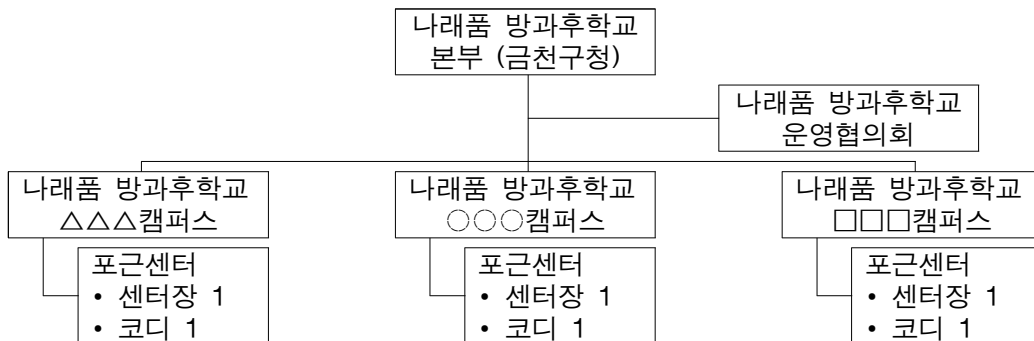 나래품 방과후학교
본부 (금천구청)
나래품 방과후학교
운영협의회
나래품 방과후학교
△△△캠퍼스
나래품 방과후학교
○○○캠퍼스
나래품 방과후학교
□□□캠퍼스
포근센터
• 센터장 1
• 코디 1
포근센터
• 센터장 1
• 코디 1
포근센터
• 센터장 1
• 코디 1